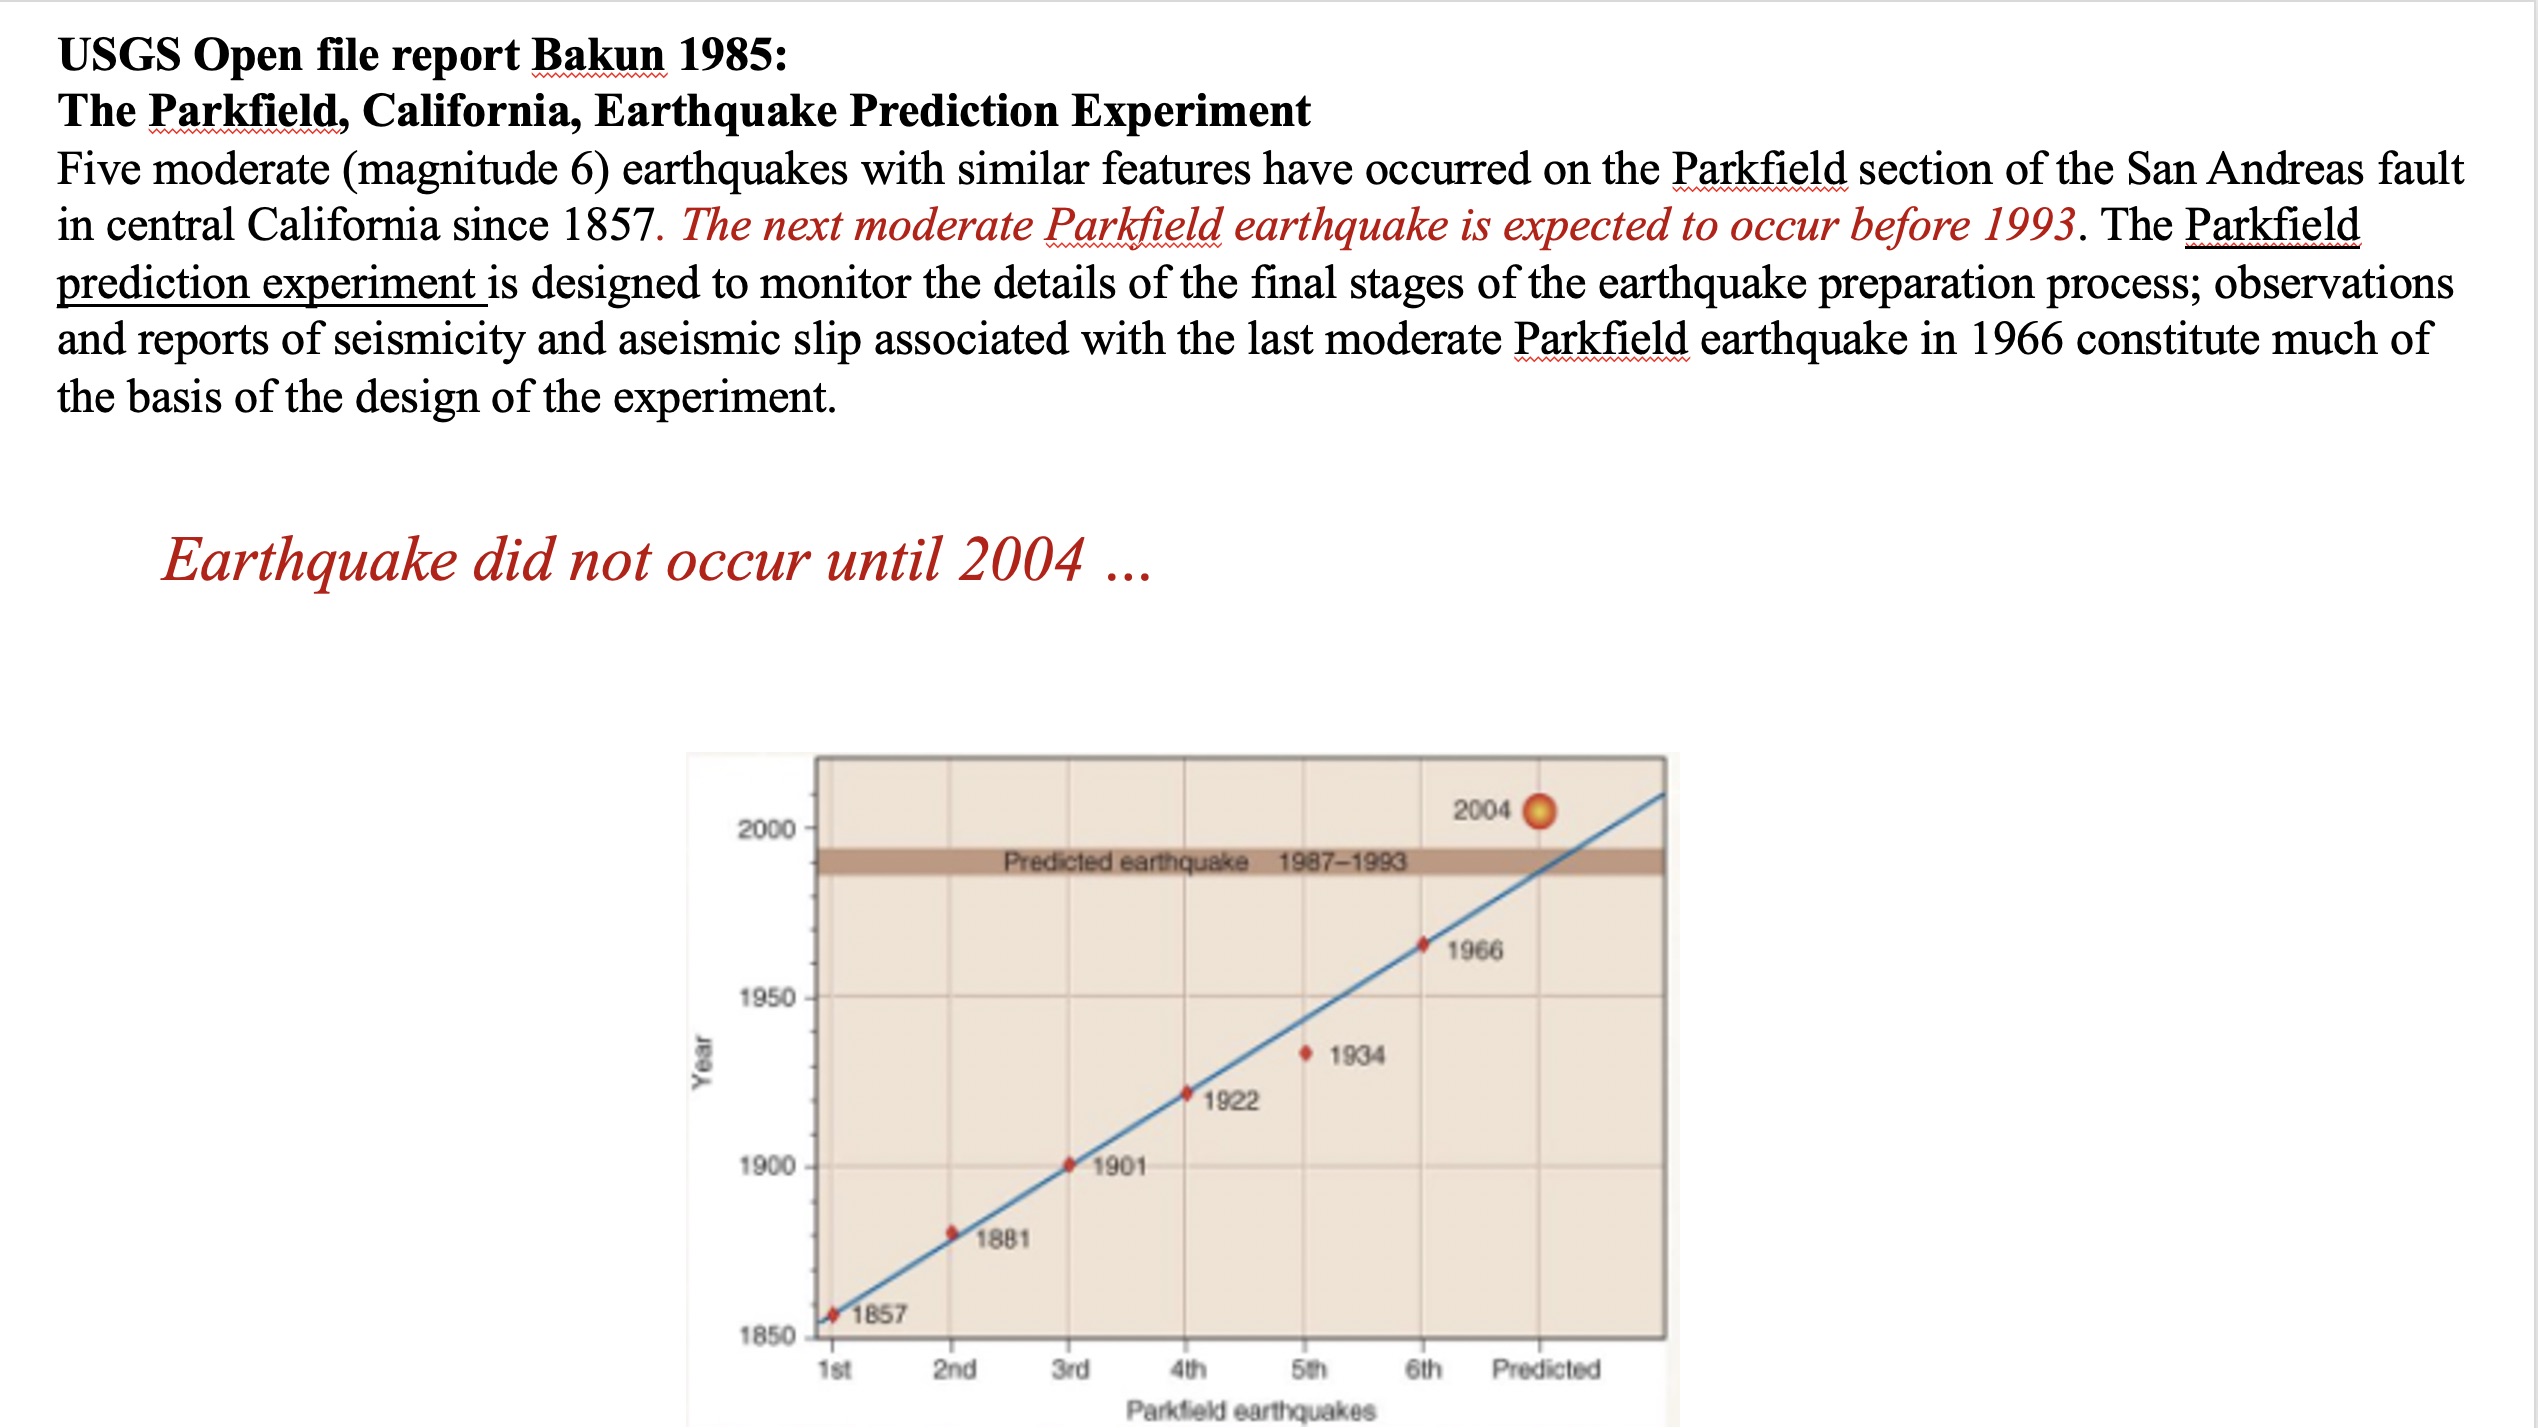 USGS Open file report Bakun 1985:
The Parkfield, California, Earthquake Prediction Experiment
Five moderate (magnitude 6) earthquakes with similar features have occurred on the Parkfield section of the San Andreas fault
in central California since 1857. The next moderate Parkfield earthquake is expected to occur before 1993. The Parkfield
prediction experiment is designed to monitor the details of the final stages of the earthquake preparation process; observations
and reports of seismicity and aseismic slip associated with the last moderate Parkfield earthquake in 1966 constitute much of
the basis of the design of the experiment.
Earthquake did not occur until 2004 ...
2004
2000
Predicted earthquake 1987–1993
1966
1950
1934
Year
1922
1900
1901
1881
1857
1850
1st 2nd 3rd 4th 5th 6th Predicted
Parkfield earthquakes